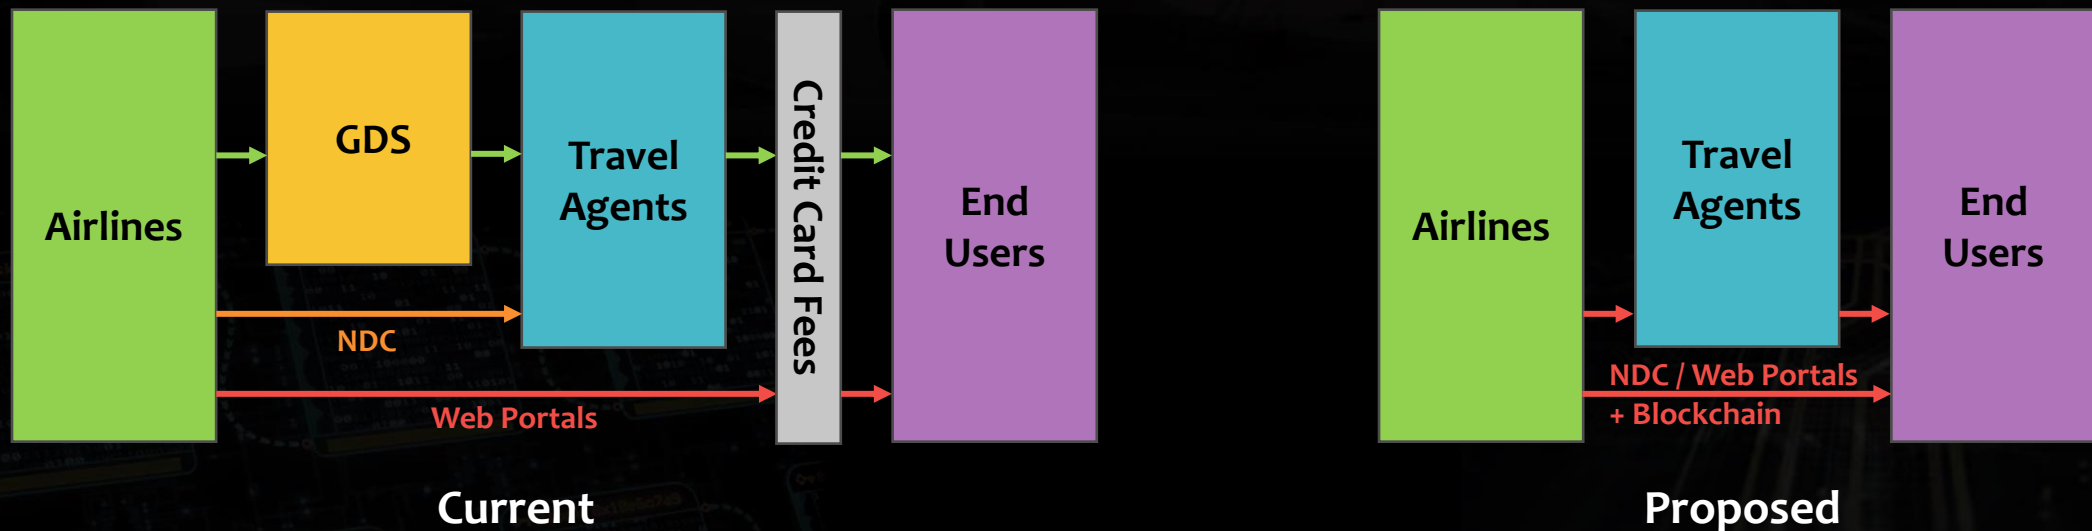 Airlines
GDS
Travel
Agents
Credit Card Fees
End
Users
NDC
Web Portals
Current
Airlines
Travel
Agents
End
Users
NDC / Web Portals
+ Blockchain
Proposed